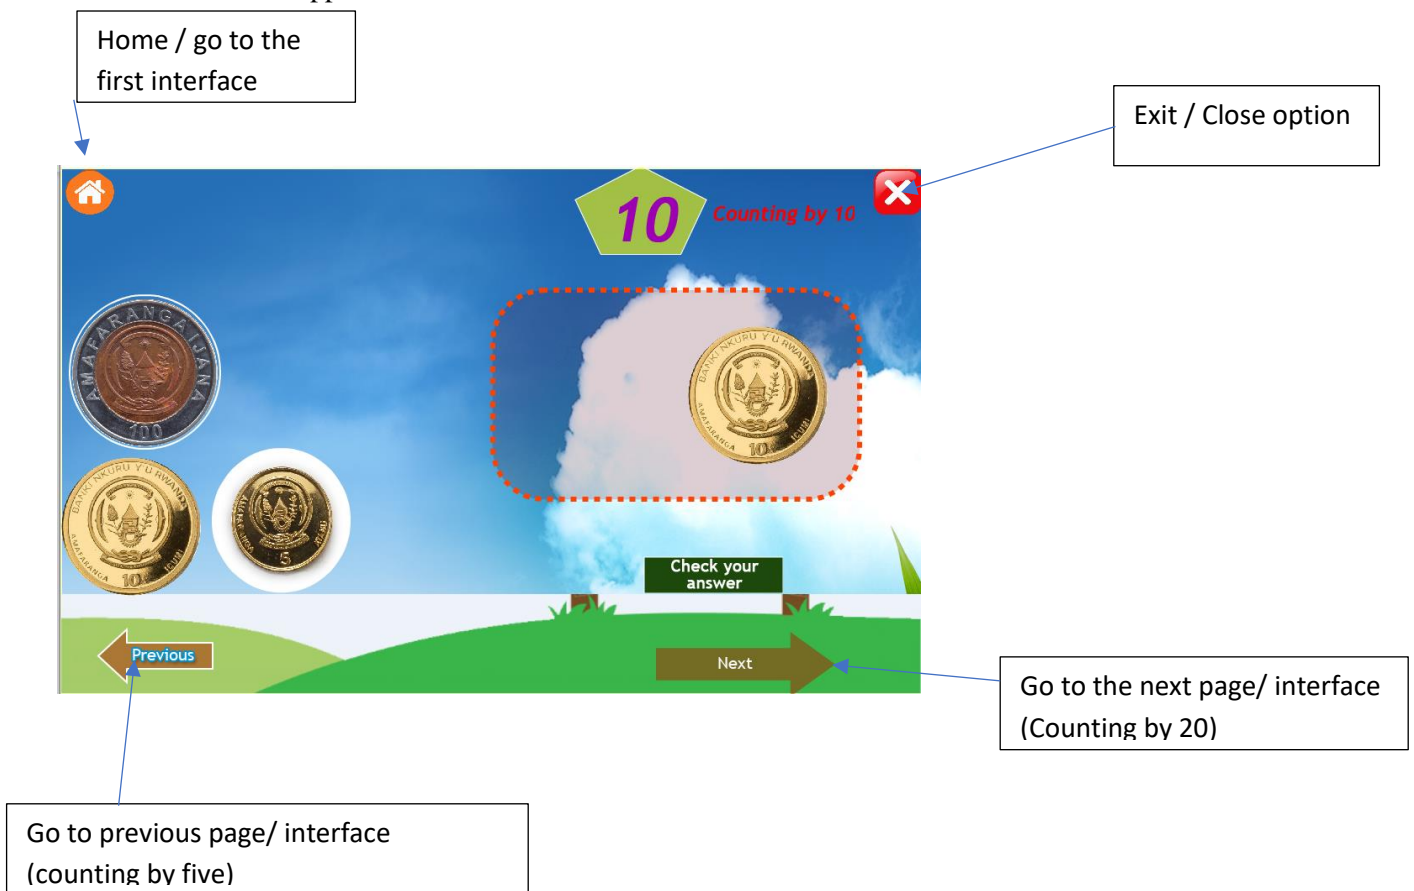 Home / go to the
first interface
Exit / Close option
10
Counting by 10
AMAFARANGA IJANA
100
BANKI NKURU Y'U RWANDA
AMAFARANGA 10 ICUMI
BANKI NKURU Y'U RWANDA
AMAFARANGA 10 ICUMI
5
Check your
answer
Previous
Next
Go to the next page/ interface
(Counting by 20)
Go to previous page/ interface
(counting by five)